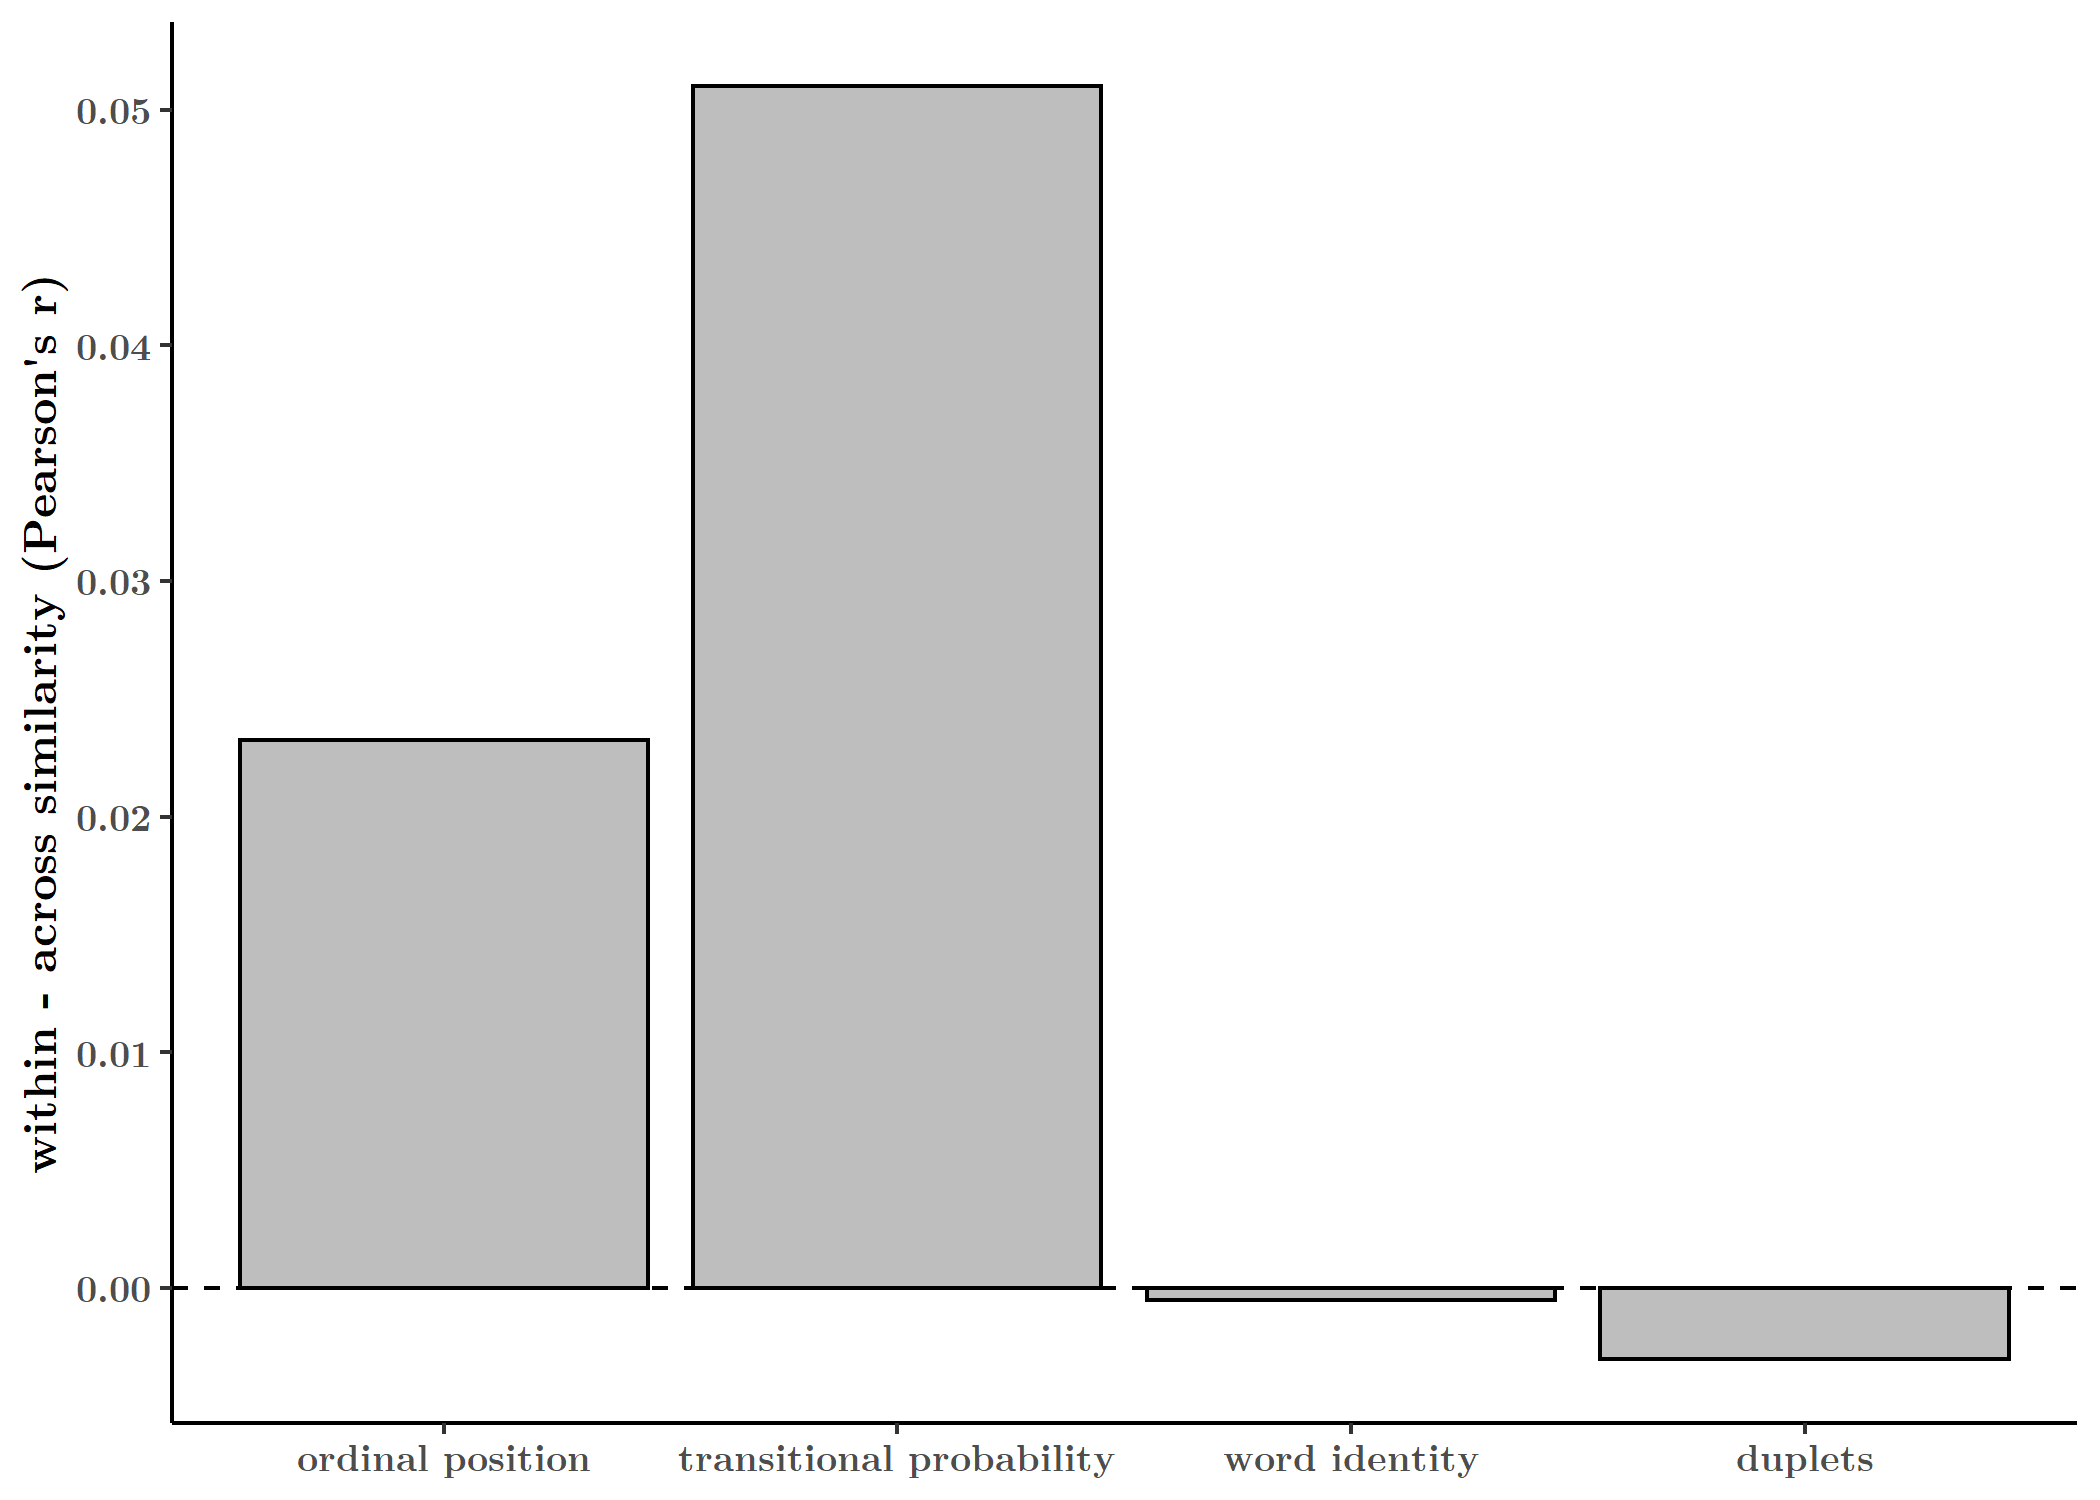 within - across similarity (Pearson's r)
0.05
0.04
0.03
0.02
0.01
0.00
ordinal position
transitional probability
word identity
duplets